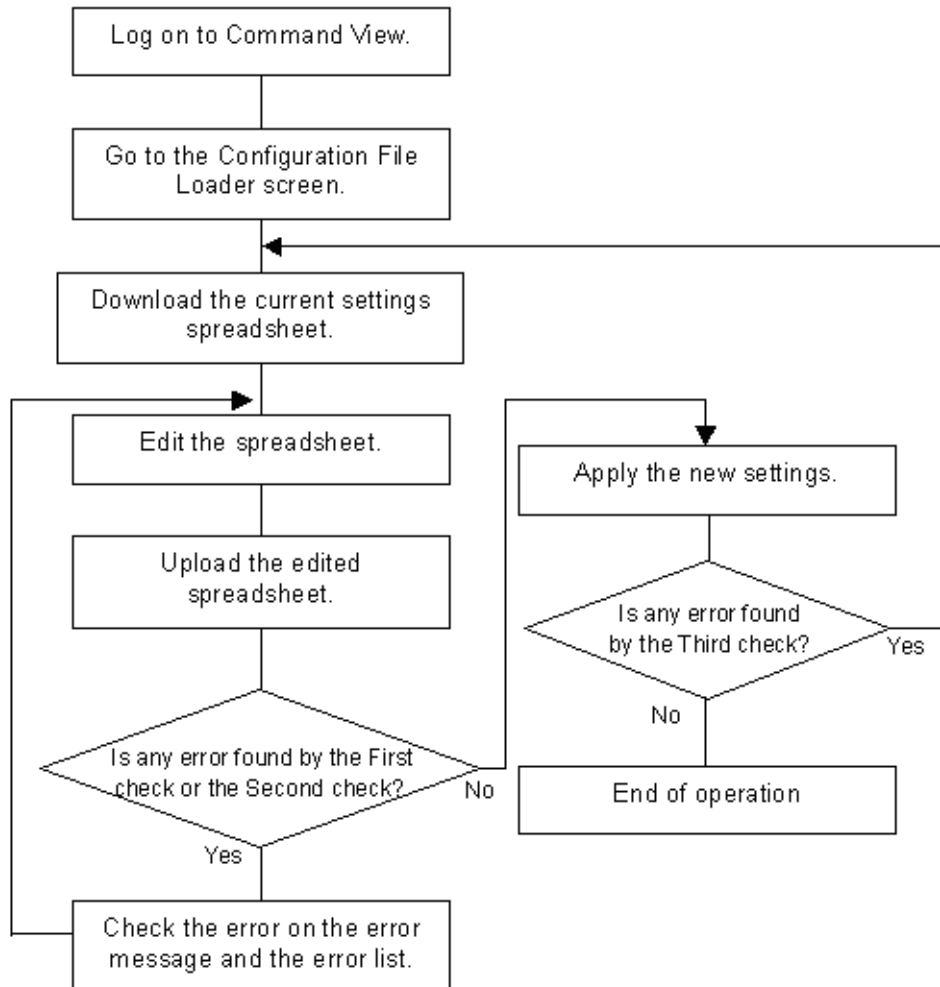 Log on to Command View.
Go to the Configuration File
Loader screen.
Download the current settings
spreadsheet.
Edit the spreadsheet.
Upload the edited
spreadsheet.
Is any error found by the First
check or the Second check?
No
Yes
Check the error on the error
message and the error list.
Apply the new settings.
Is any error found
by the Third check?
Yes
No
End of operation